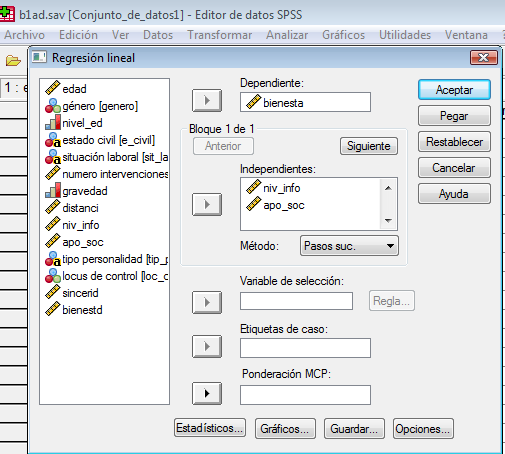 b1ad.sav [Conjunto_de_datos1] - Editor de datos SPSS
Archivo Edición Ver Datos Transformar Analizar Gráficos Utilidades Ventana ?
1 : e
Regresión lineal
edad
género [genero]
nivel_ed
estado civil [e_civil]
situación laboral [sit_la
numero intervenciones
gravedad
distanci
niv_info
apo_soc
tipo personalidad [tip_p
locus de control [loc_c
sincerid
bienestd
Dependiente:
bienesta
Bloque 1 de 1
Anterior
Siguiente
Independientes:
niv_info
apo_soc
Método:
Pasos suc.
Variable de selección:
Regla...
Etiquetas de caso:
Ponderación MCP:
Estadísticos...
Gráficos...
Guardar...
Opciones...
Aceptar
Pegar
Restablecer
Cancelar
Ayuda